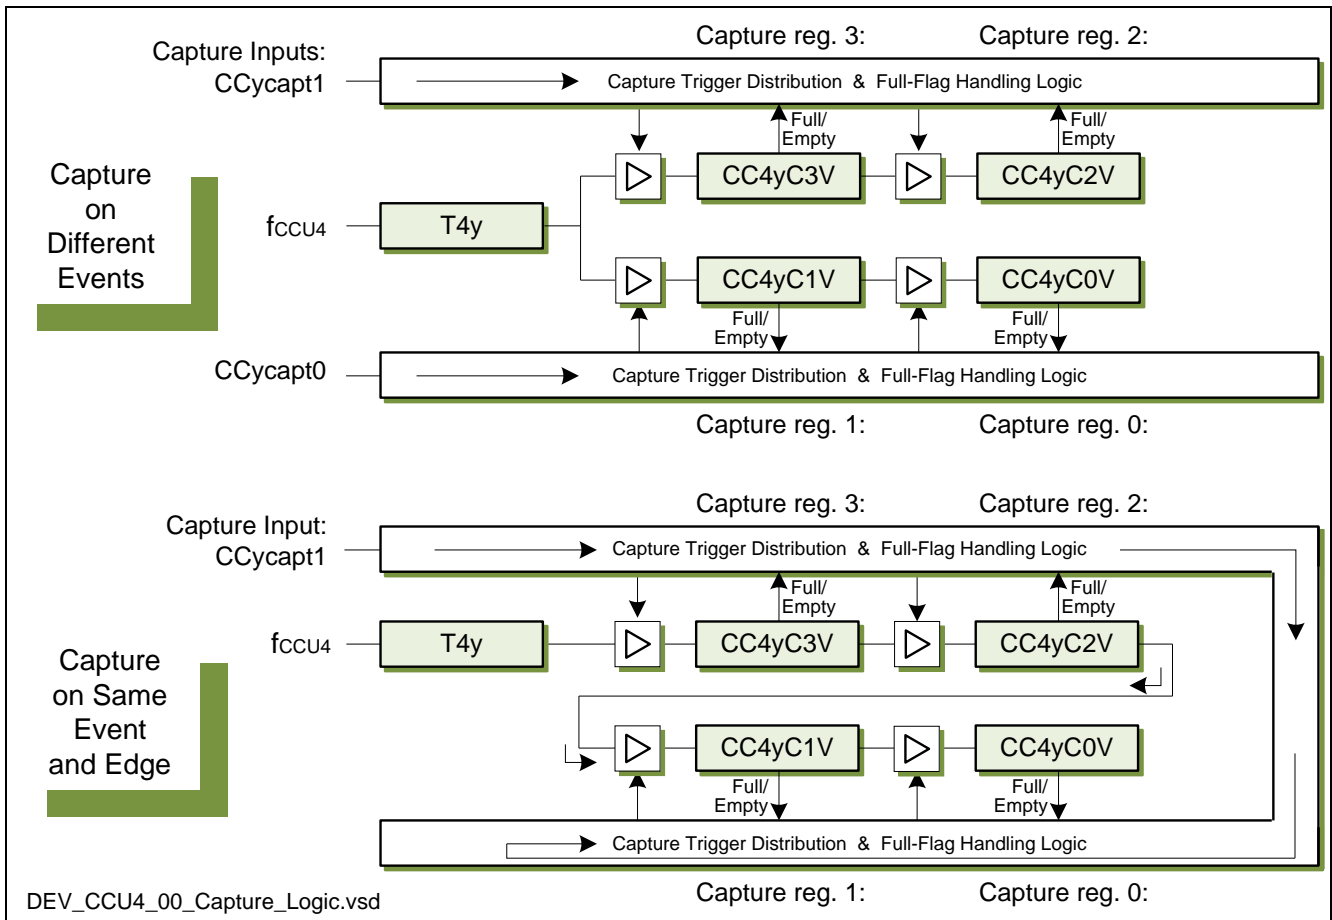 Capture reg. 3:
Capture reg. 2:
Capture Inputs:
CCycapt1
Capture Trigger Distribution & Full-Flag Handling Logic
Full/
Empty
Full/
Empty
CC4yC3V
CC4yC2V
Capture
on
Different
Events
fCCU4
T4y
CC4yC1V
CC4yC0V
Full/
Empty
Full/
Empty
CCycapt0
Capture Trigger Distribution & Full-Flag Handling Logic
Capture reg. 1:
Capture reg. 0:
Capture reg. 3:
Capture reg. 2:
Capture Input:
CCycapt1
Capture Trigger Distribution & Full-Flag Handling Logic
Full/
Empty
Full/
Empty
fCCU4
T4y
CC4yC3V
CC4yC2V
Capture
on Same
Event
and Edge
CC4yC1V
CC4yC0V
Full/
Empty
Full/
Empty
Capture Trigger Distribution & Full-Flag Handling Logic
Capture reg. 1:
Capture reg. 0:
DEV_CCU4_00_Capture_Logic.vsd